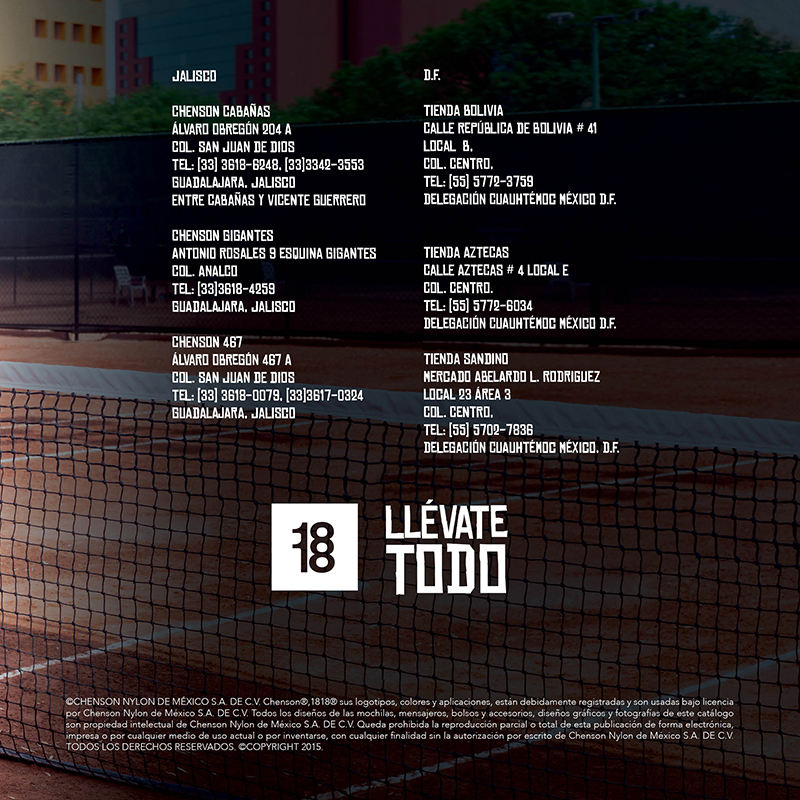 JALISCO
CHENSON CABAÑAS
ÁLVARO OBREGÓN 204 A
COL. SAN JUAN DE DIOS
TEL: (33) 3618-6248, (33)3342-3553
GUADALAJARA, JALISCO
ENTRE CABAÑAS Y VICENTE GUERRERO
CHENSON GIGANTES
ANTONIO ROSALES 9 ESQUINA GIGANTES
COL. ANALCO
TEL: (33)3618-4259
GUADALAJARA, JALISCO
CHENSON 467
ÁLVARO OBREGÓN 467 A
COL. SAN JUAN DE DIOS
TEL: (33) 3618-0079, (33)3617-0324
GUADALAJARA, JALISCO
D.F.
TIENDA BOLIVIA
CALLE REPÚBLICA DE BOLIVIA # 41
LOCAL B,
COL. CENTRO,
TEL: (55) 5772-3759
DELEGACIÓN CUAUHTÉMOC MÉXICO D.F.
TIENDA AZTECAS
CALLE AZTECAS # 4 LOCAL E
COL. CENTRO,
TEL: (55) 5772-6034
DELEGACIÓN CUAUHTÉMOC MÉXICO D.F.
TIENDA SANDINO
MERCADO ABELARDO L. RODRIGUEZ
LOCAL 23 ÁREA 3
COL. CENTRO,
TEL: (55) 5702-7836
DELEGACIÓN CUAUHTÉMOC MÉXICO, D.F.
18
18
LLÉVATE
TODO
©CHENSON NYLON DE MÉXICO S.A. DE C.V. Chenson®,1818® sus logotipos, colores y aplicaciones, están debidamente registradas y son usadas bajo licencia
por Chenson Nylon de México S.A. DE C.V. Todos los diseños de las mochilas, mensajeros, bolsos y accesorios, diseños gráficos y fotografías de este catálogo
son propiedad intelectual de Chenson Nylon de México S.A. DE C.V. Queda prohibida la reproducción parcial o total de esta publicación de forma electrónica,
impresa o por cualquier medio de uso actual o por inventarse, con cualquier finalidad sin la autorización por escrito de Chenson Nylon de México S.A. DE C.V.
TODOS LOS DERECHOS RESERVADOS. ©COPYRIGHT 2015.